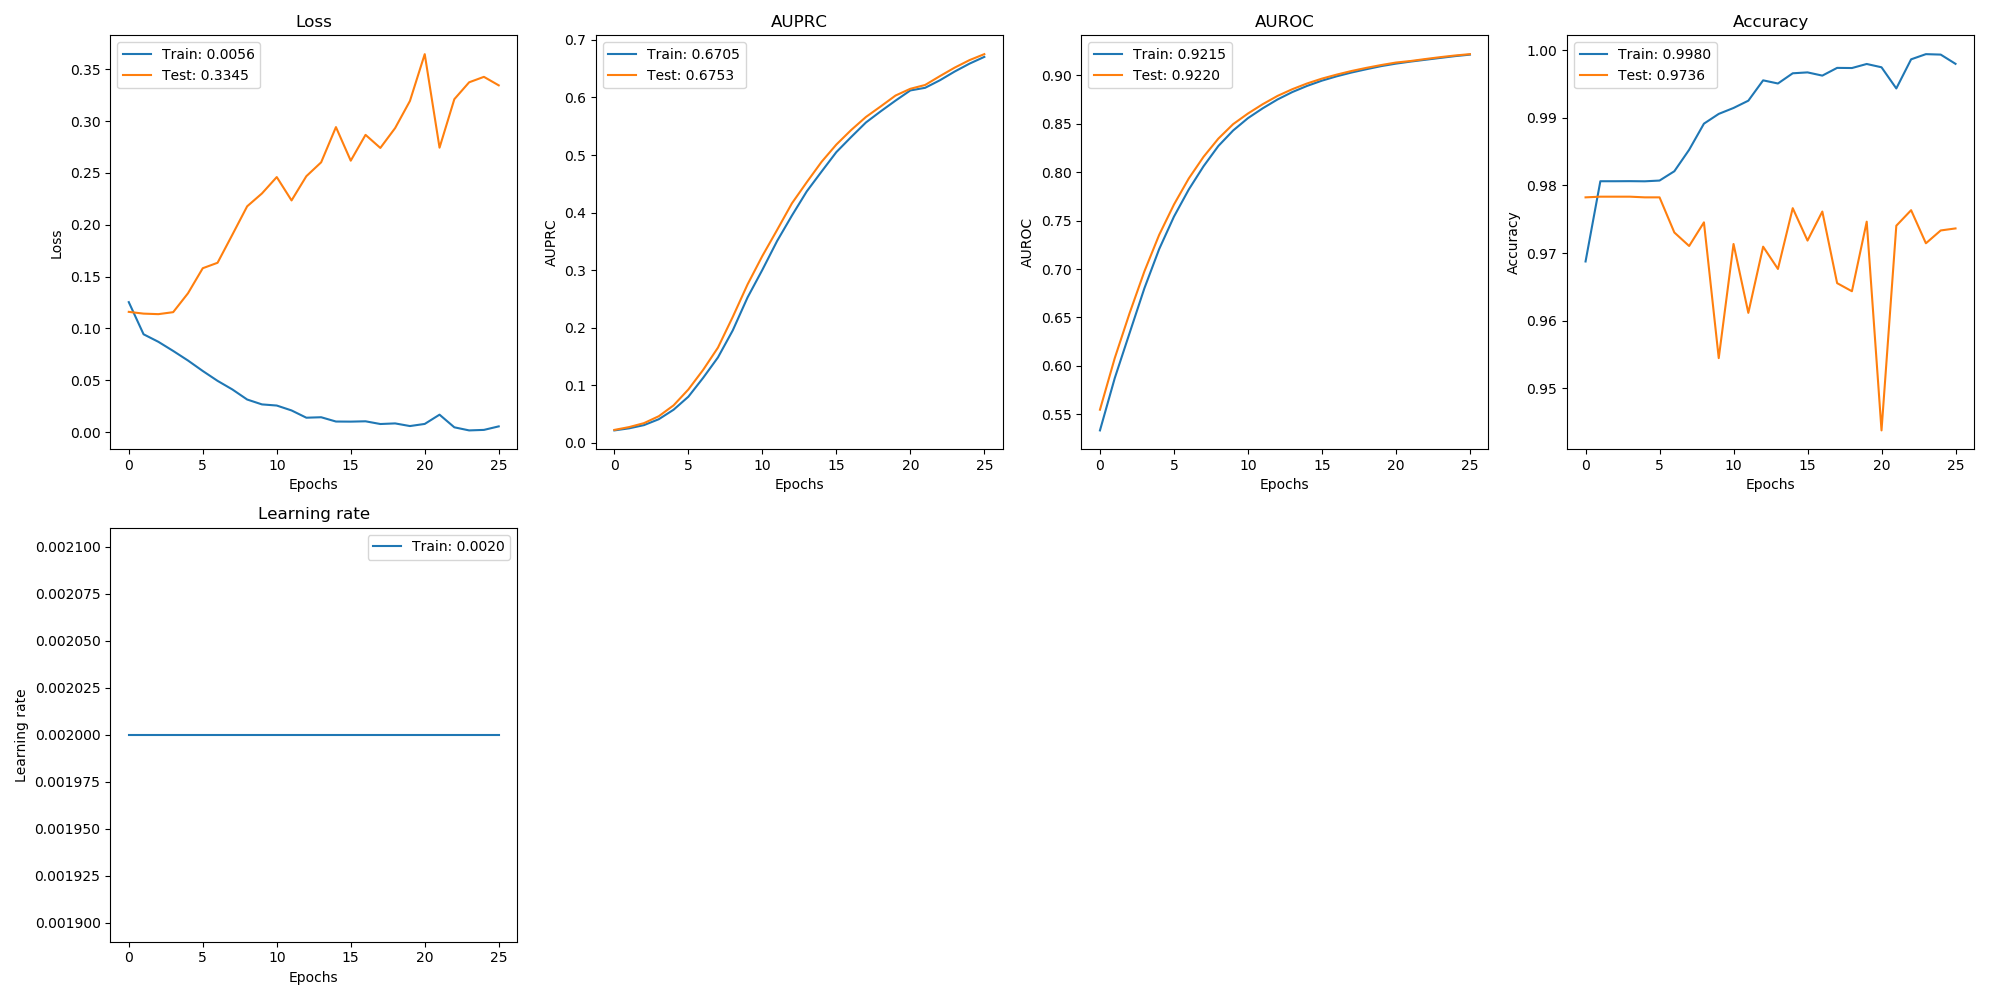 Loss
Train: 0.0056
Test: 0.3345
0.35
0.30
0.25
0.20
0.15
0.10
0.05
0.00
Loss
0 5 10 15 20 25
Epochs
AUPRC
Train: 0.6705
Test: 0.6753
0.7
0.6
0.5
0.4
0.3
0.2
0.1
0.0
AUPRC
0 5 10 15 20 25
Epochs
AUROC
Train: 0.9215
Test: 0.9220
0.90
0.85
0.80
0.75
0.70
0.65
0.60
0.55
AUROC
0 5 10 15 20 25
Epochs
Accuracy
Train: 0.9980
Test: 0.9736
1.00
0.99
0.98
0.97
0.96
0.95
Accuracy
0 5 10 15 20 25
Epochs
Learning rate
Train: 0.0020
0.002100
0.002075
0.002050
0.002025
0.002000
0.001975
0.001950
0.001925
0.001900
Learning rate
0 5 10 15 20 25
Epochs